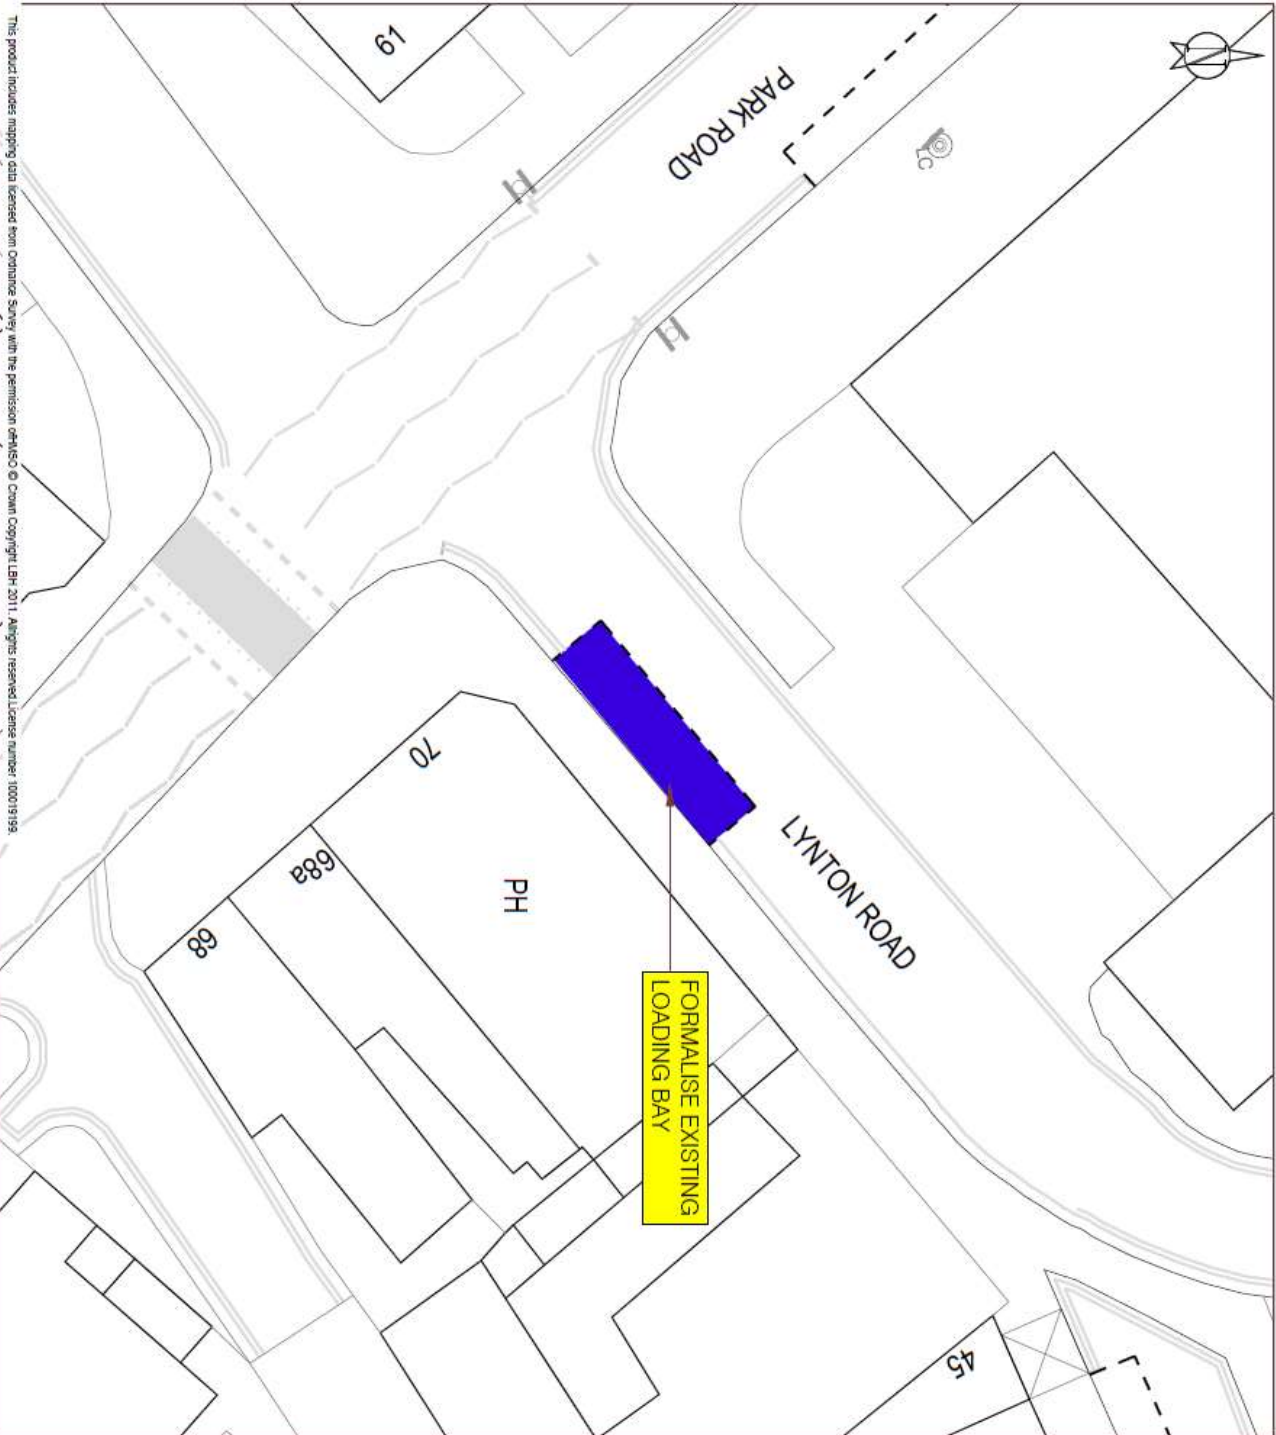 61
PARK ROAD
LC
70
68a
68
PH
LYNTON ROAD
FORMALISE EXISTING
LOADING BAY
45
This product includes mapping data licensed from Ordnance Survey with the permission of HMSO © Crown Copyright LBH 2011. All rights reserved.License number 100019199.